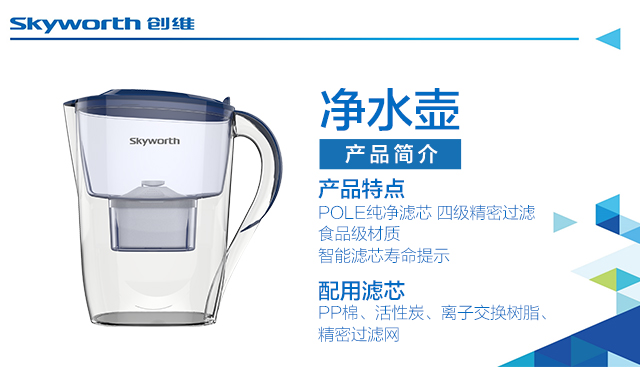 Skyworth 创维
Skyworth
净水壶
产品简介
产品特点
POLE纯净滤芯 四级精密过滤
食品级材质
智能滤芯寿命提示
配用滤芯
PP棉、活性炭、离子交换树脂、
精密过滤网